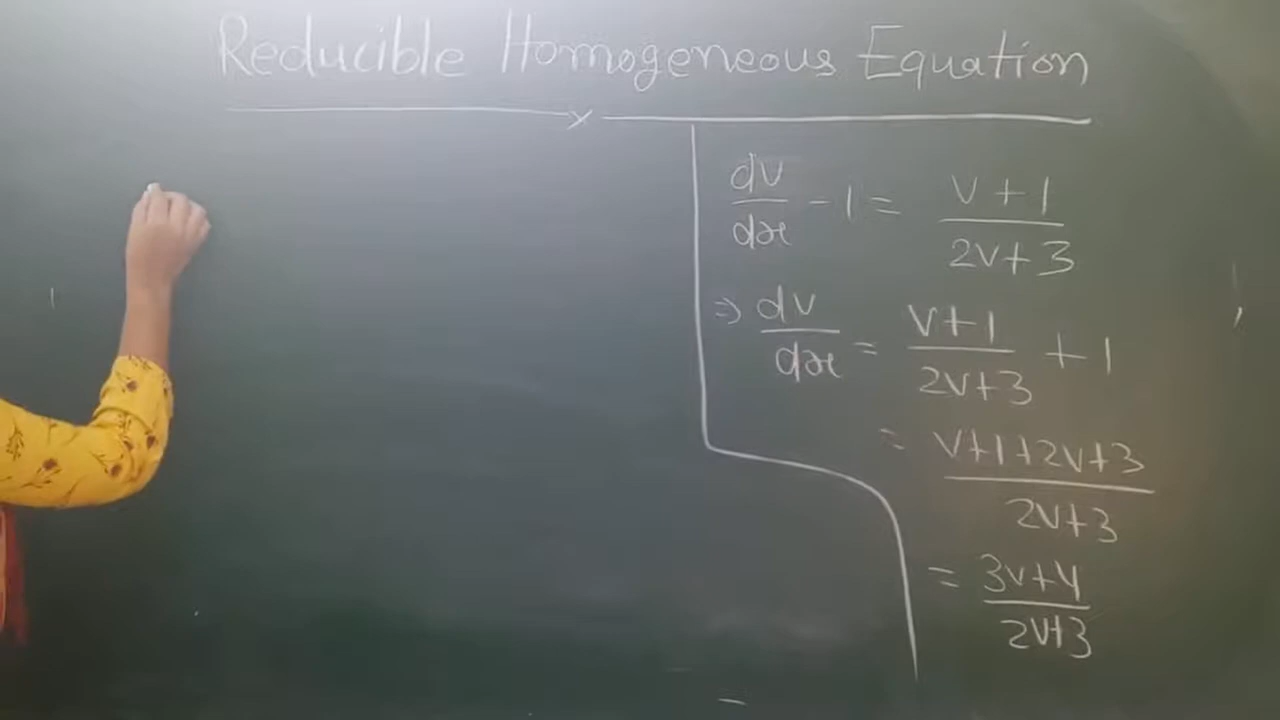 Reducible Homogeneous Equation
dv/dx - 1 = (v + 1)/(2v + 3)
⇒ dv/dx = (v+1)/(2v+3) + 1
= (v+1+2v+3)/(2v+3)
= (3v+4)/(2v+3)